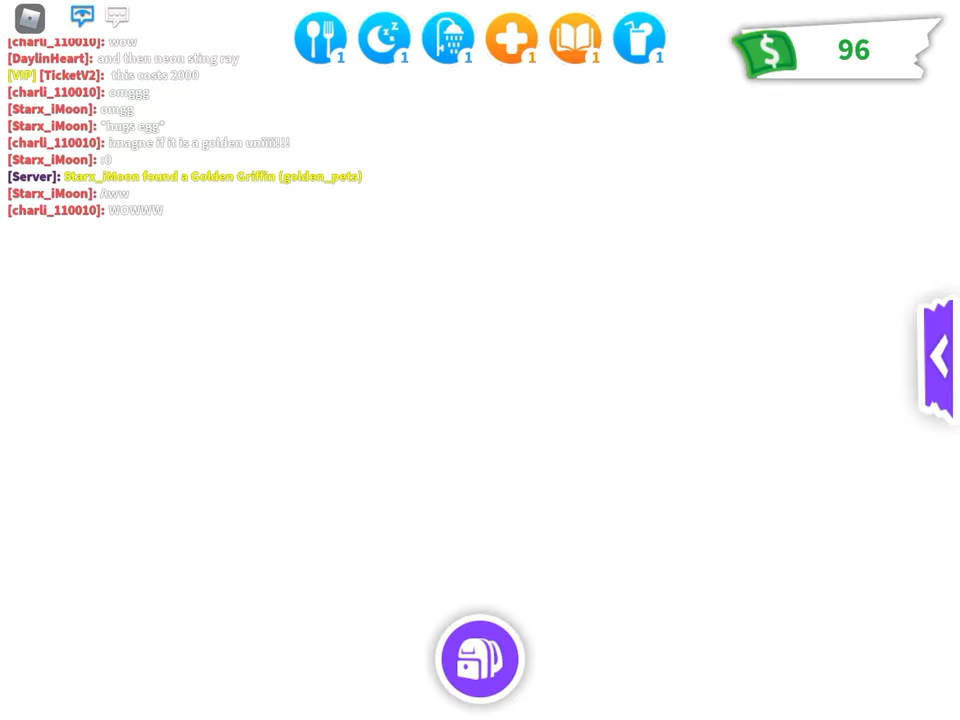 [charli_110010]: wow
[DaylinHeart]: and then neon sting ray
[VIP] [TicketV2]: this costs 2000
[charli_110010]: omggg
[Starx_iMoon]: omgg
[Starx_iMoon]: *hugs egg*
[charli_110010]: imagne if it is a golden uniiii!!!
[Starx_iMoon]: :0
[Server]: Starx_iMoon found a Golden Griffin (golden_pets)
[Starx_iMoon]: Aww
[charli_110010]: WOWWW
1 1 1 1 1 1
$ 96